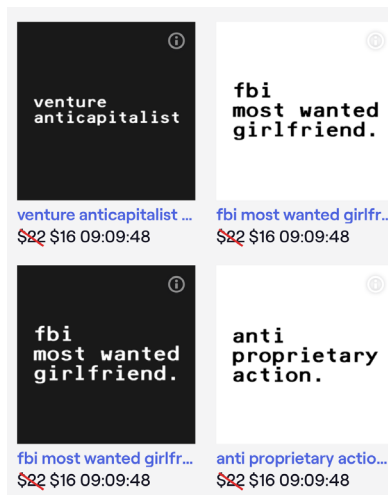 venture
anticapitalist
fbi
most wanted
girlfriend.
venture anticapitalist ...
fbi most wanted girlfr...
$22 $16 09:09:48
$22 $16 09:09:48
fbi
most wanted
girlfriend.
anti
proprietary
action.
fbi most wanted girlfr...
anti proprietary actio...
$22 $16 09:09:48
$22 $16 09:09:48